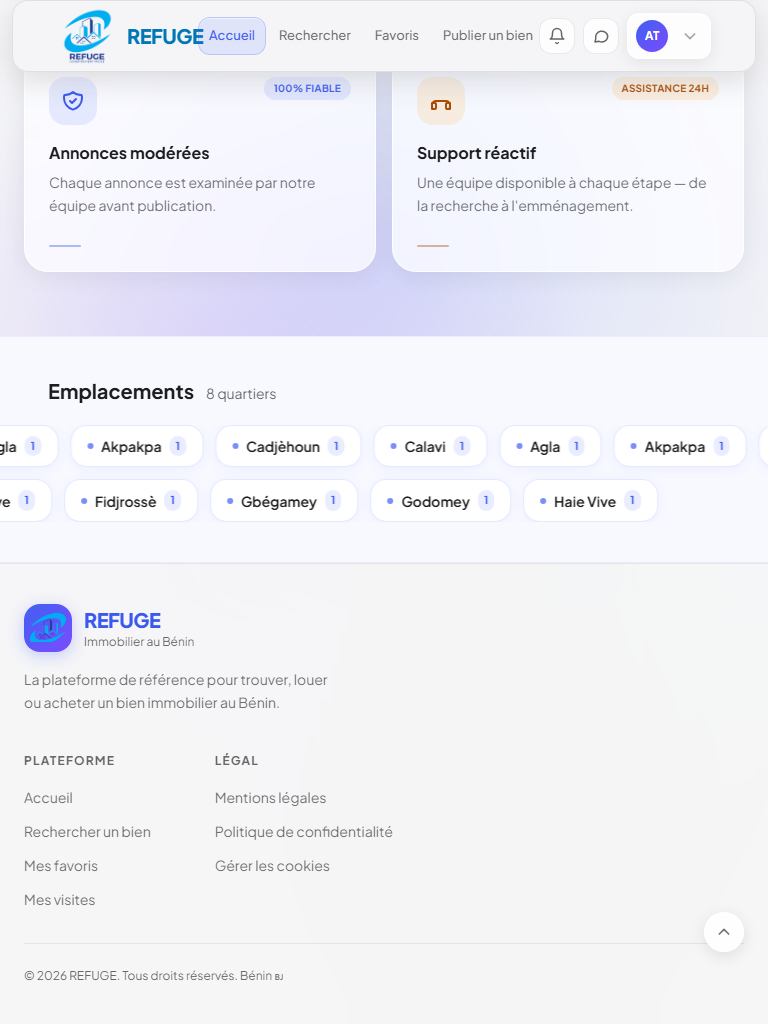 REFUGE
REFUGE
Accueil
Rechercher
Favoris
Publier un bien
AT
100% FIABLE
Annonces modérées
Chaque annonce est examinée par notre
équipe avant publication.
ASSISTANCE 24H
Support réactif
Une équipe disponible à chaque étape — de
la recherche à l'emménagement.
Emplacements 8 quartiers
gla 1 Akpakpa 1 Cadjèhoun 1 Calavi 1 Agla 1 Akpakpa 1
ve 1 Fidjrossè 1 Gbégamey 1 Godomey 1 Haie Vive 1
REFUGE
Immobilier au Bénin
La plateforme de référence pour trouver, louer
ou acheter un bien immobilier au Bénin.
PLATEFORME
Accueil
Rechercher un bien
Mes favoris
Mes visites
LÉGAL
Mentions légales
Politique de confidentialité
Gérer les cookies
© 2026 REFUGE. Tous droits réservés. Bénin BJ